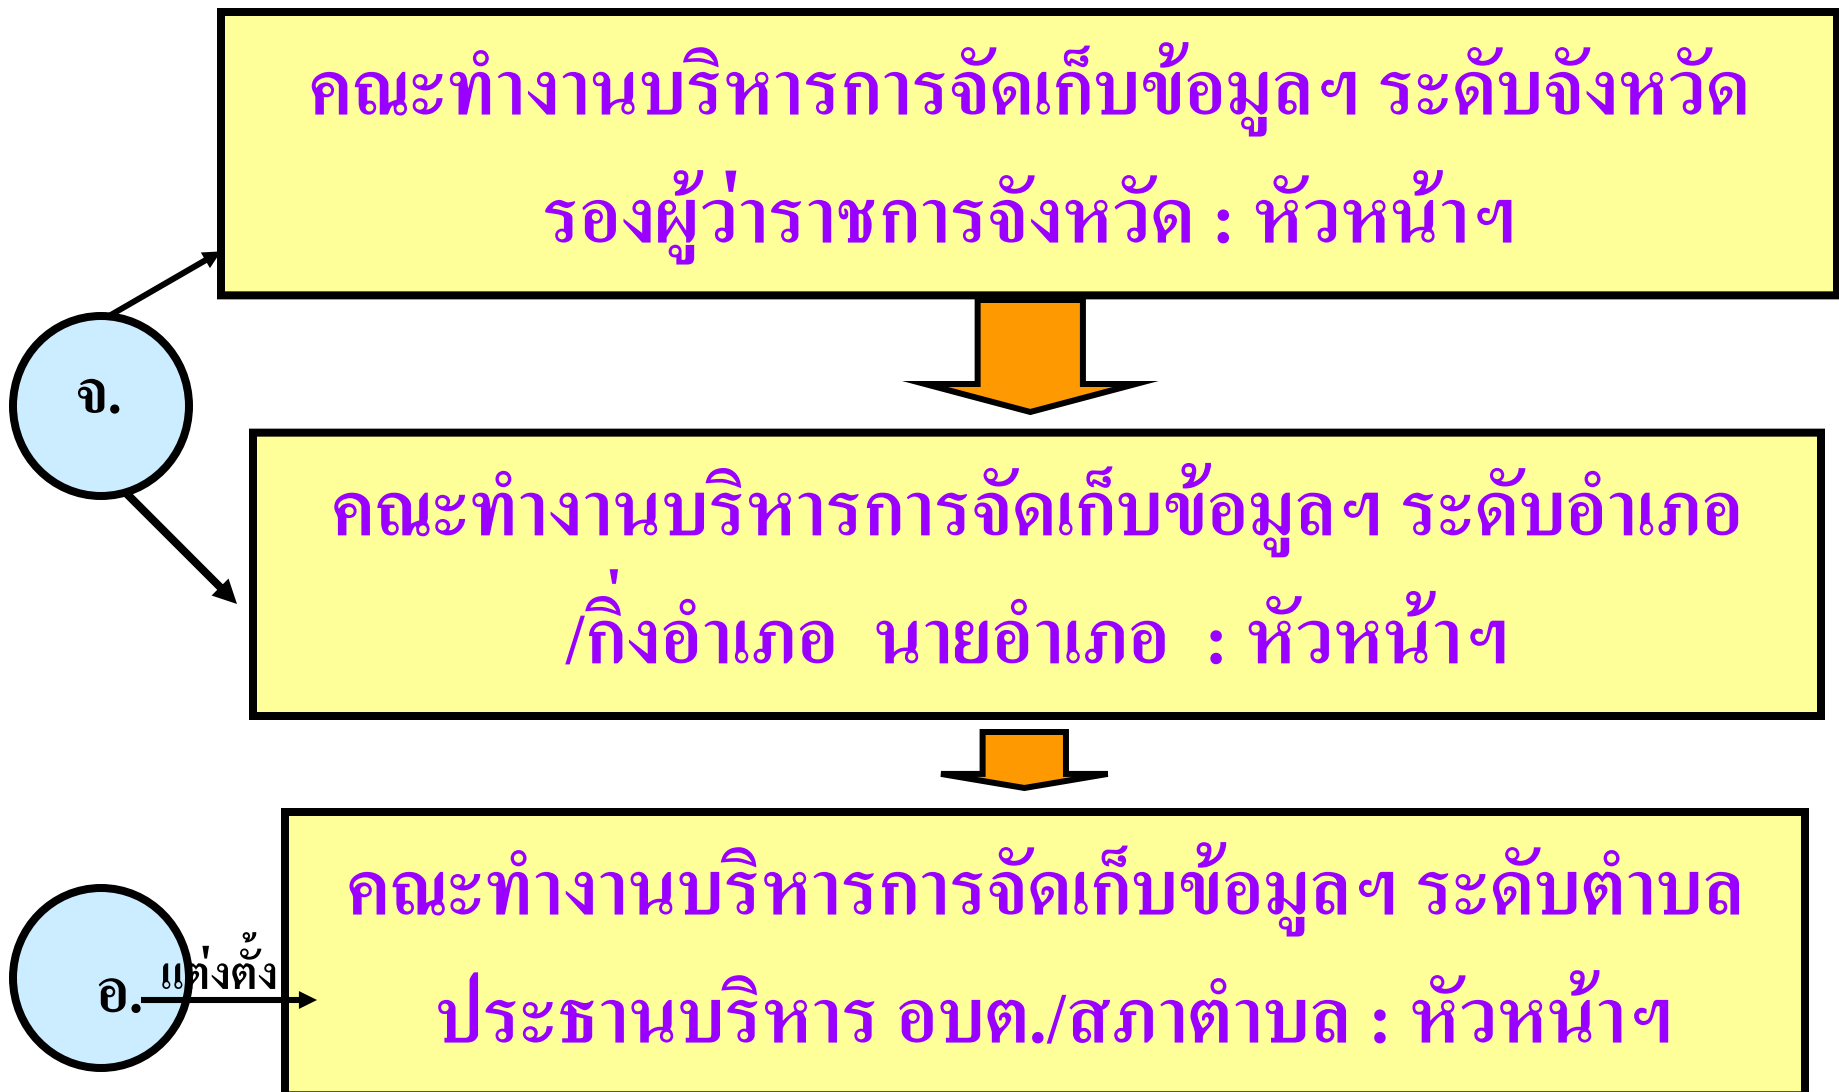 คณะทำงานบริหารการจัดเก็บข้อมูลฯ ระดับจังหวัด
รองผู้ว่าราชการจังหวัด : หัวหน้าฯ
จ.
คณะทำงานบริหารการจัดเก็บข้อมูลฯ ระดับอำเภอ
/กิ่งอำเภอ นายอำเภอ : หัวหน้าฯ
คณะทำงานบริหารการจัดเก็บข้อมูลฯ ระดับตำบล
ประธานบริหาร อบต./สภาตำบล : หัวหน้าฯ
อ.
แต่งตั้ง